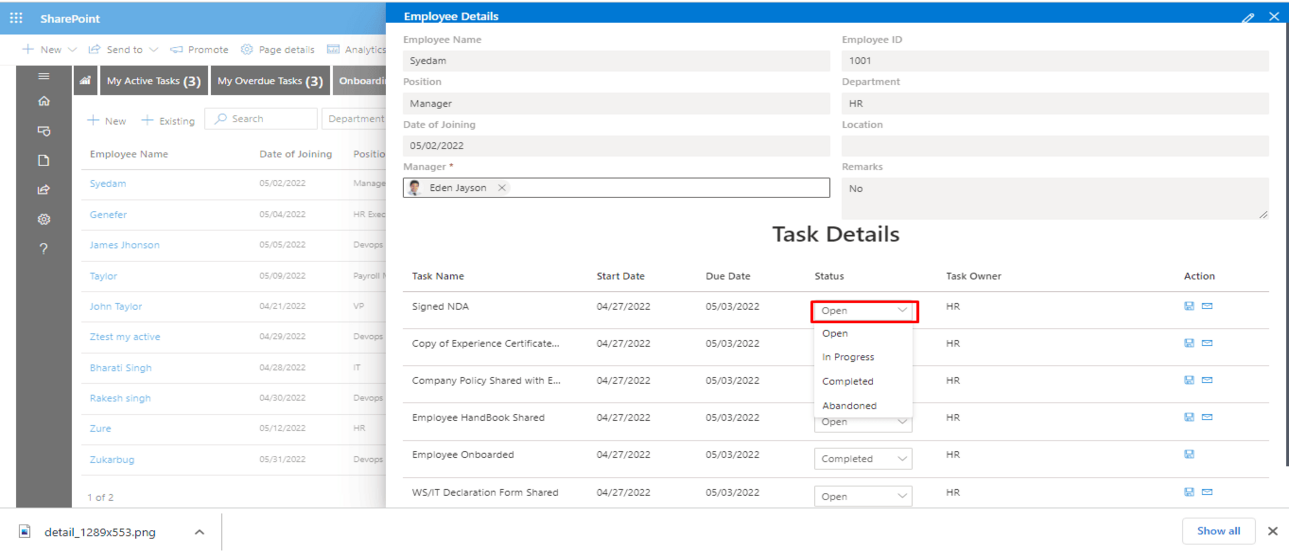 SharePoint
Employee Details
New Send to Promote Page details Analytics
My Active Tasks (3) My Overdue Tasks (3)
New Existing Search Department
Employee Name Date of Joining
Syedam 05/02/2022
Genefer 05/04/2022
James Jhonson 05/05/2022 Devops
Taylor 05/09/2022 Payroll
John Taylor 04/21/2022 VP
Ztest my active 04/29/2022 Devops
Bharati Singh 04/28/2022 IT
Rakesh singh 04/30/2022 Devops
Zure 05/12/2022 HR
Zukarbug 05/31/2022 Devops
1 of 2
Employee Name Employee ID
Syedam 1001
Position Department
Manager HR
Date of Joining Location
05/02/2022
Manager * Remarks
Eden Jayson No
Task Details
Task Name Start Date Due Date Status Task Owner Action
Signed NDA 04/27/2022 05/03/2022 Open HR
Open
Copy of Experience Certificate... 04/27/2022 05/03/2022 HR
In Progress
Company Policy Shared with E... 04/27/2022 05/03/2022 Completed HR
Abandoned
Employee HandBook Shared 04/27/2022 05/03/2022 Open HR
Employee Onboarded 04/27/2022 05/03/2022 Completed HR
WS/IT Declaration Form Shared 04/27/2022 05/03/2022 Open HR
detail_1289x553.png Show all